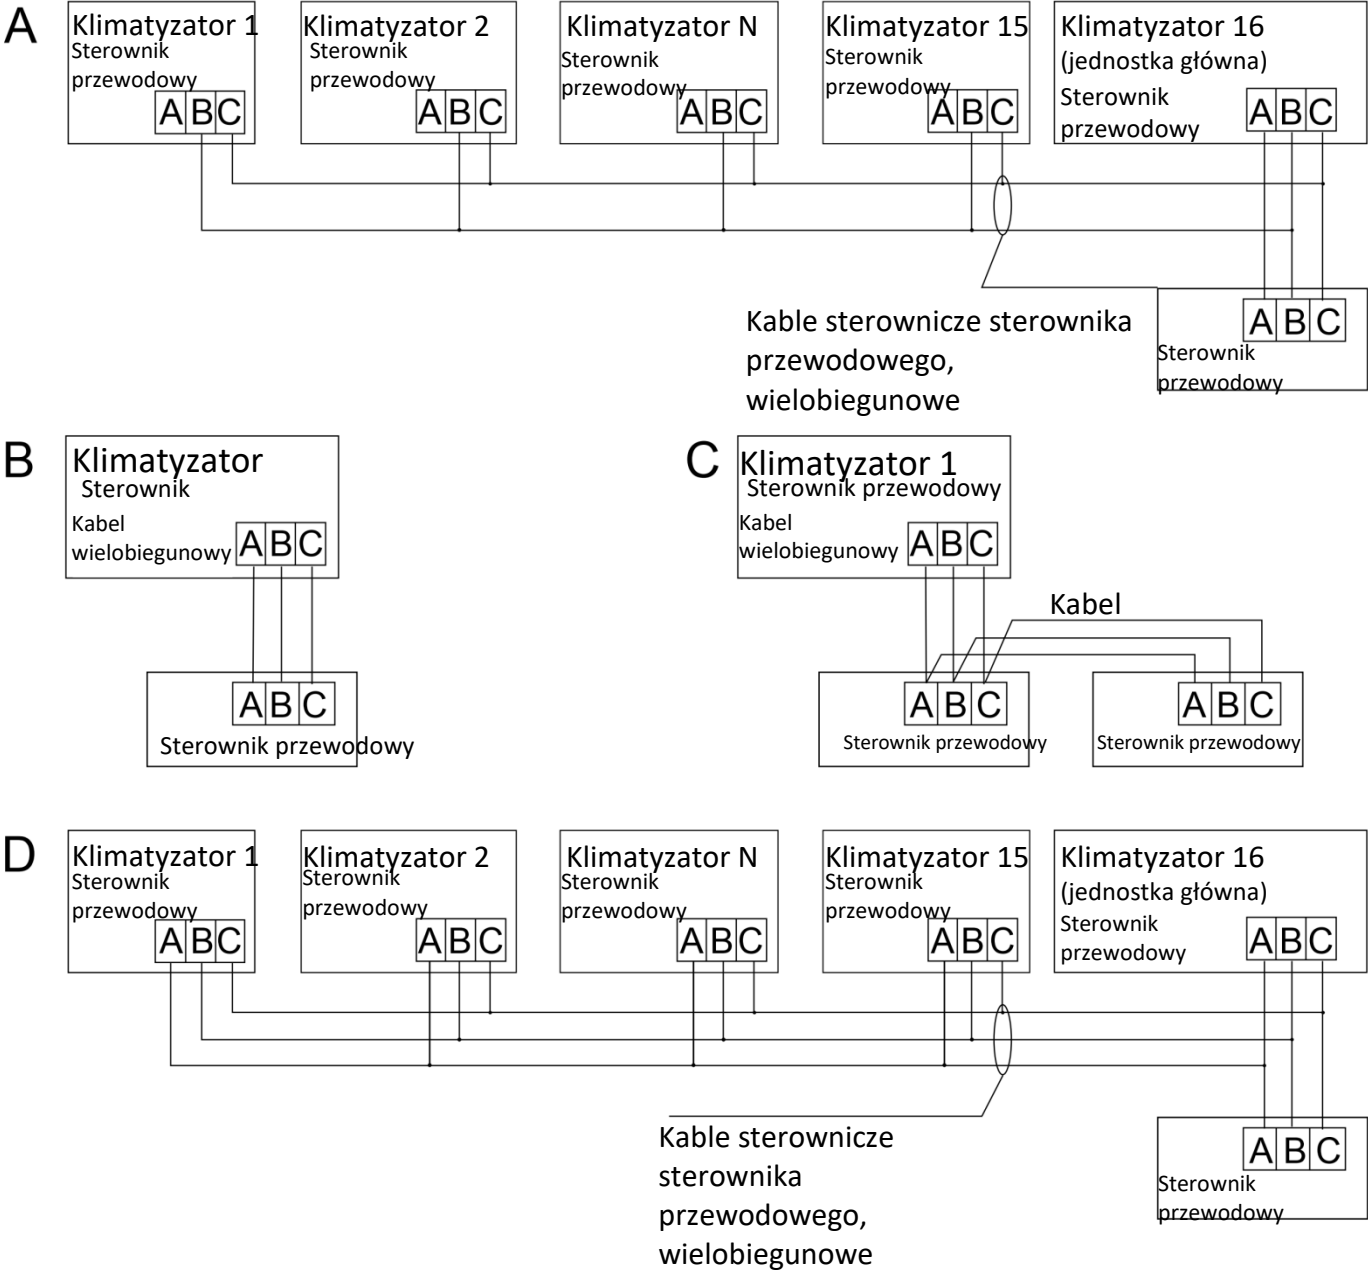 A
Klimatyzator 1
Sterownik
przewodowy
A B C
Klimatyzator 2
Sterownik
przewodowy
A B C
Klimatyzator N
Sterownik
przewodowy
A B C
Klimatyzator 15
Sterownik
przewodowy
A B C
Klimatyzator 16
(jednostka główna)
Sterownik
przewodowy
A B C
Kable sterownicze sterownika
przewodowego,
wielobiegunowe
A B C
Sterownik
przewodowy
B
Klimatyzator
Sterownik
Kabel
wielobiegunowy
A B C
A B C
Sterownik przewodowy
C
Klimatyzator 1
Sterownik przewodowy
Kabel
wielobiegunowy
A B C
Kabel
A B C
Sterownik przewodowy
A B C
Sterownik przewodowy
D
Klimatyzator 1
Sterownik
przewodowy
A B C
Klimatyzator 2
Sterownik
przewodowy
A B C
Klimatyzator N
Sterownik
przewodowy
A B C
Klimatyzator 15
Sterownik
przewodowy
A B C
Klimatyzator 16
(jednostka główna)
Sterownik
przewodowy
A B C
Kable sterownicze
sterownika
przewodowego,
wielobiegunowe
A B C
Sterownik
przewodowy